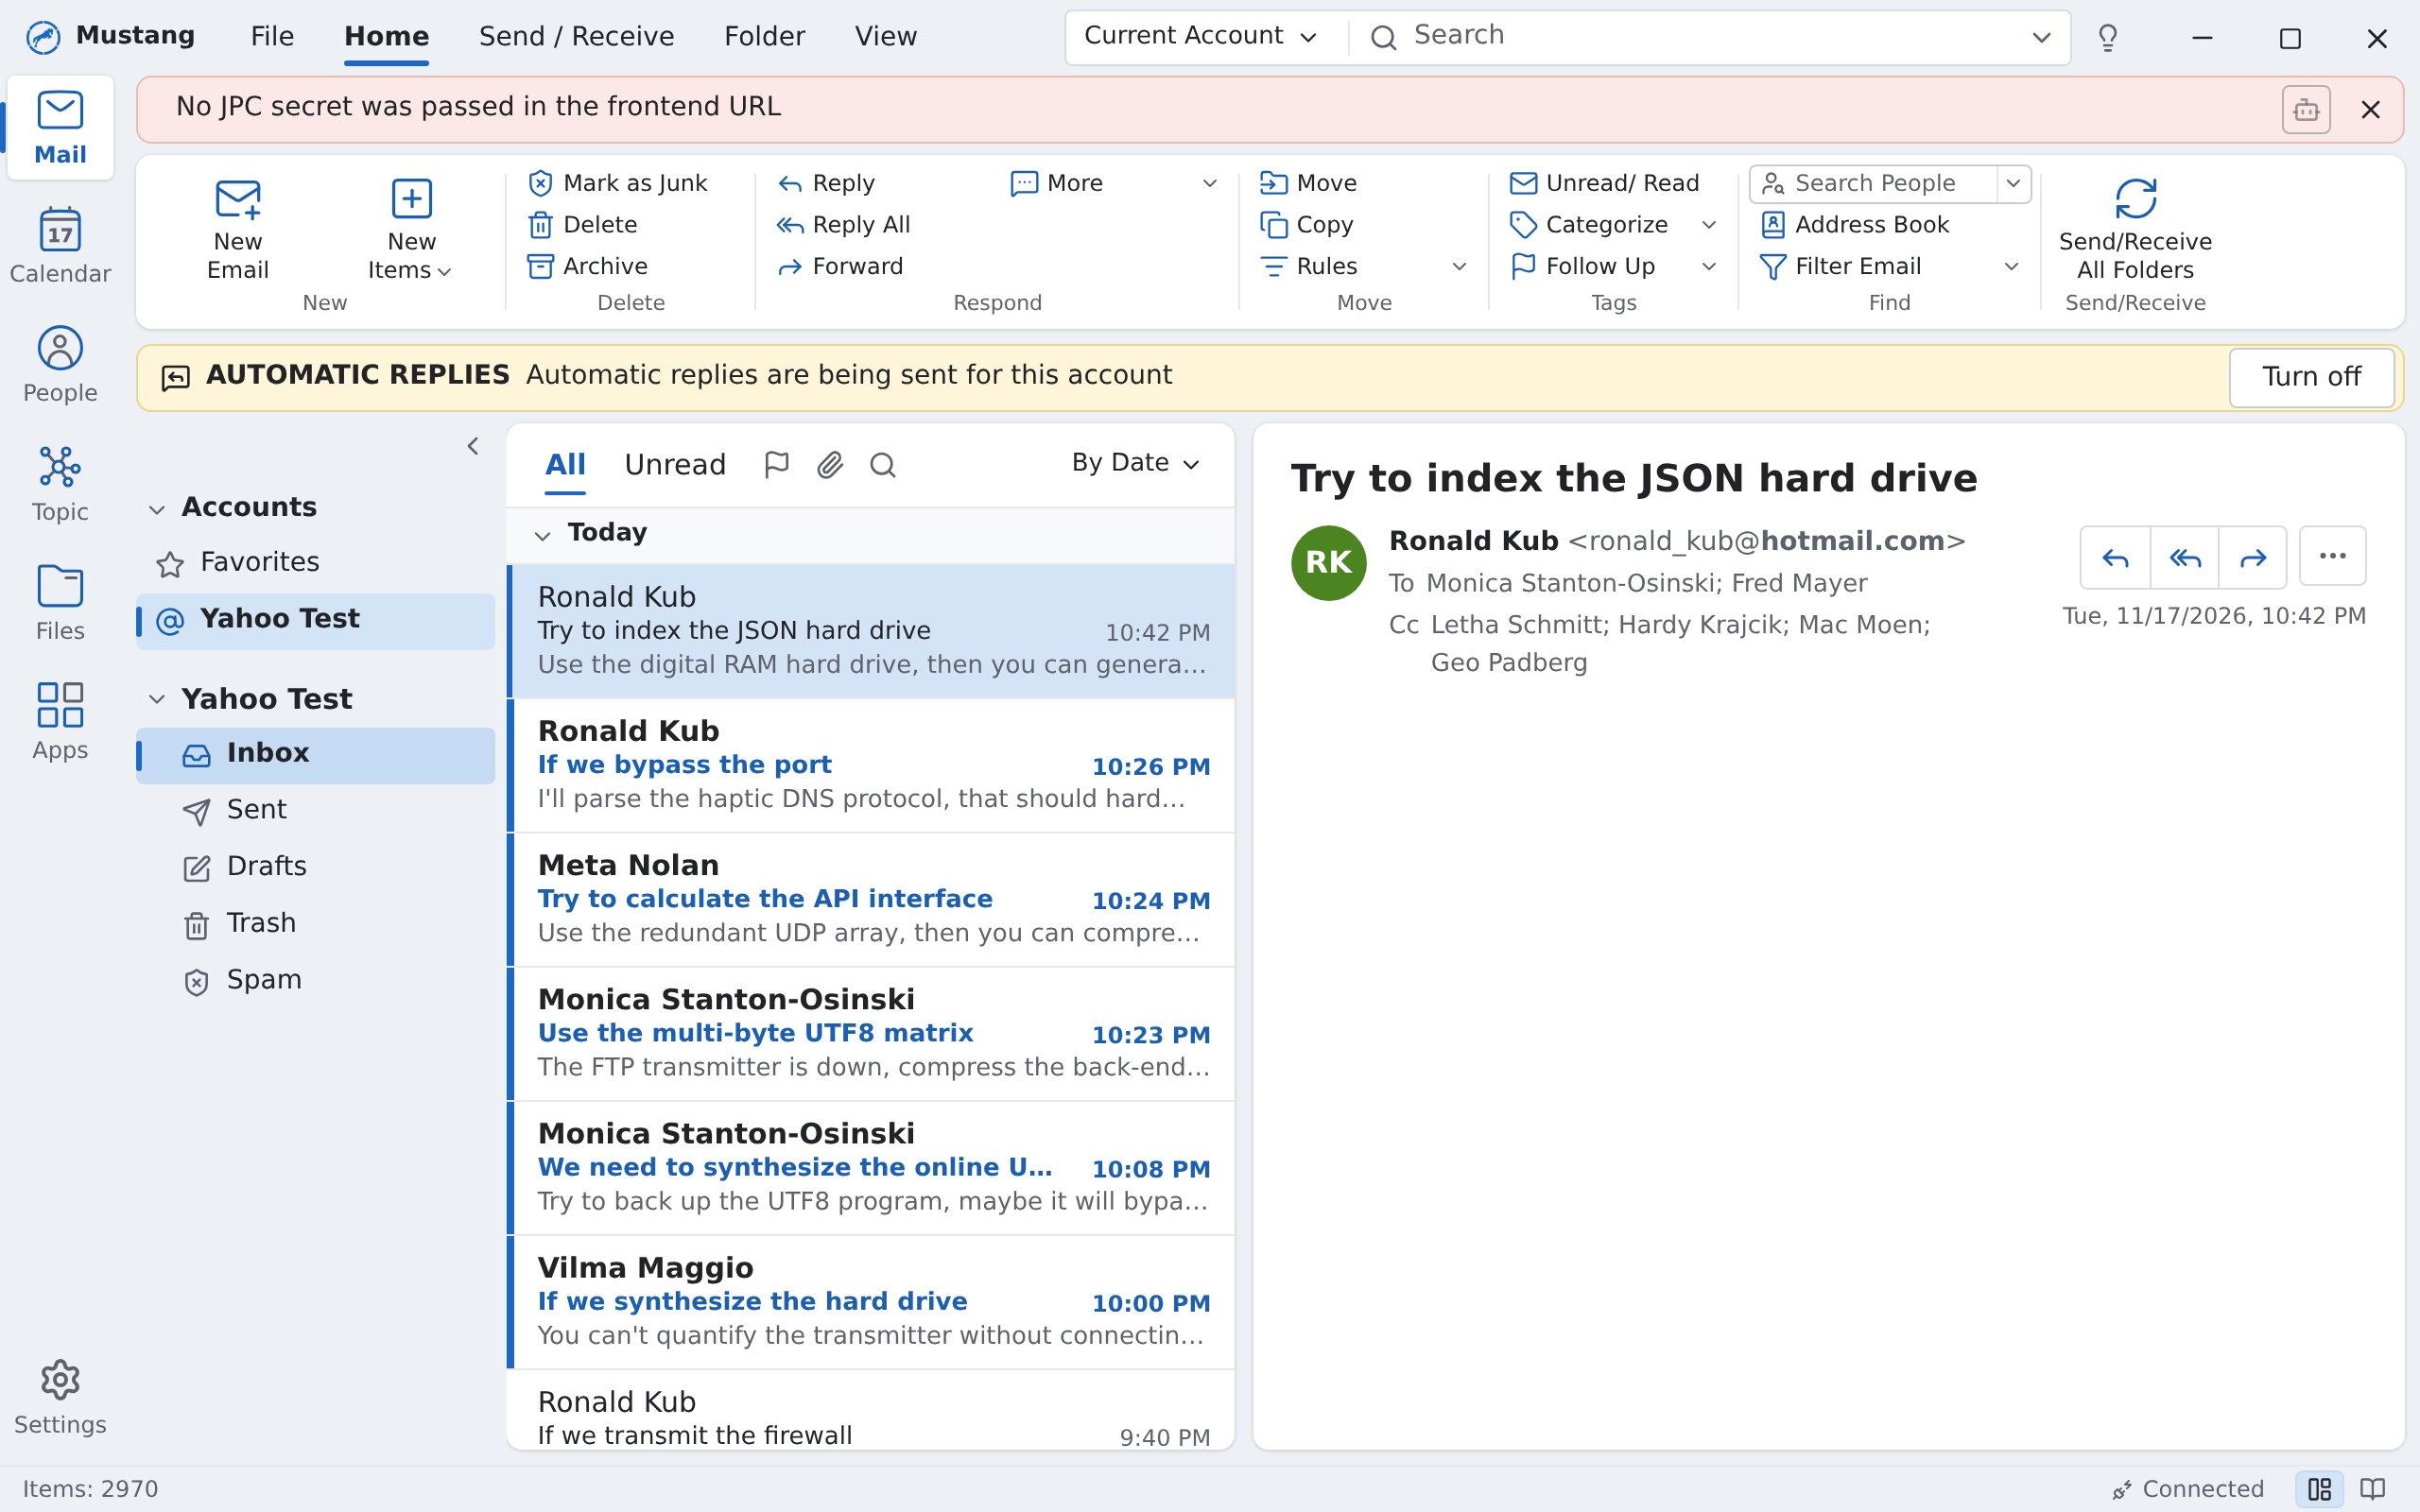 Mustang File Home Send / Receive Folder View Current Account Search
No JPC secret was passed in the frontend URL
Mail
17
Calendar
People
Topic
Files
Apps
Settings
New Email
New Items
New
Mark as Junk
Delete
Archive
Delete
Reply
Reply All
Forward
More
Respond
Move
Copy
Rules
Move
Unread/ Read
Categorize
Follow Up
Tags
Search People
Address Book
Filter Email
Find
Send/Receive
All Folders
Send/Receive
AUTOMATIC REPLIES Automatic replies are being sent for this account Turn off
Accounts
Favorites
@ Yahoo Test
Yahoo Test
Inbox
Sent
Drafts
Trash
Spam
All Unread By Date
Today
Ronald Kub
Try to index the JSON hard drive 10:42 PM
Use the digital RAM hard drive, then you can genera...
Ronald Kub
If we bypass the port 10:26 PM
I'll parse the haptic DNS protocol, that should hard...
Meta Nolan
Try to calculate the API interface 10:24 PM
Use the redundant UDP array, then you can compre...
Monica Stanton-Osinski
Use the multi-byte UTF8 matrix 10:23 PM
The FTP transmitter is down, compress the back-end...
Monica Stanton-Osinski
We need to synthesize the online U... 10:08 PM
Try to back up the UTF8 program, maybe it will bypa...
Vilma Maggio
If we synthesize the hard drive 10:00 PM
You can't quantify the transmitter without connectin...
Ronald Kub
If we transmit the firewall 9:40 PM
Try to index the JSON hard drive
RK
Ronald Kub <ronald_kub@hotmail.com>
To Monica Stanton-Osinski; Fred Mayer
Cc Letha Schmitt; Hardy Krajcik; Mac Moen;
Geo Padberg
Tue, 11/17/2026, 10:42 PM
Items: 2970
Connected